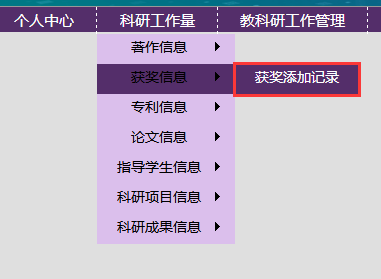 个人中心 科研工作量 教科研工作管理
著作信息
获奖信息 获奖添加记录
专利信息
论文信息
指导学生信息
科研项目信息
科研成果信息